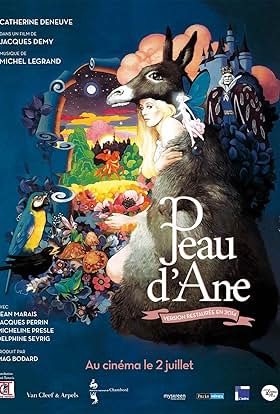 CATHERINE DENEUVE
DANS UN FILM DE
JACQUES DEMY
MUSIQUE DE
MICHEL LEGRAND
Peau
d'Ane
VERSION RESTAURÉE EN 2014
AVEC
JEAN MARAIS
JACQUES PERRIN
MICHELINE PRESLE
DELPHINE SEYRIG
PRODUIT PAR
MAG BODARD
Au cinéma le 2 juillet
Van Cleef & Arpels
Chambord